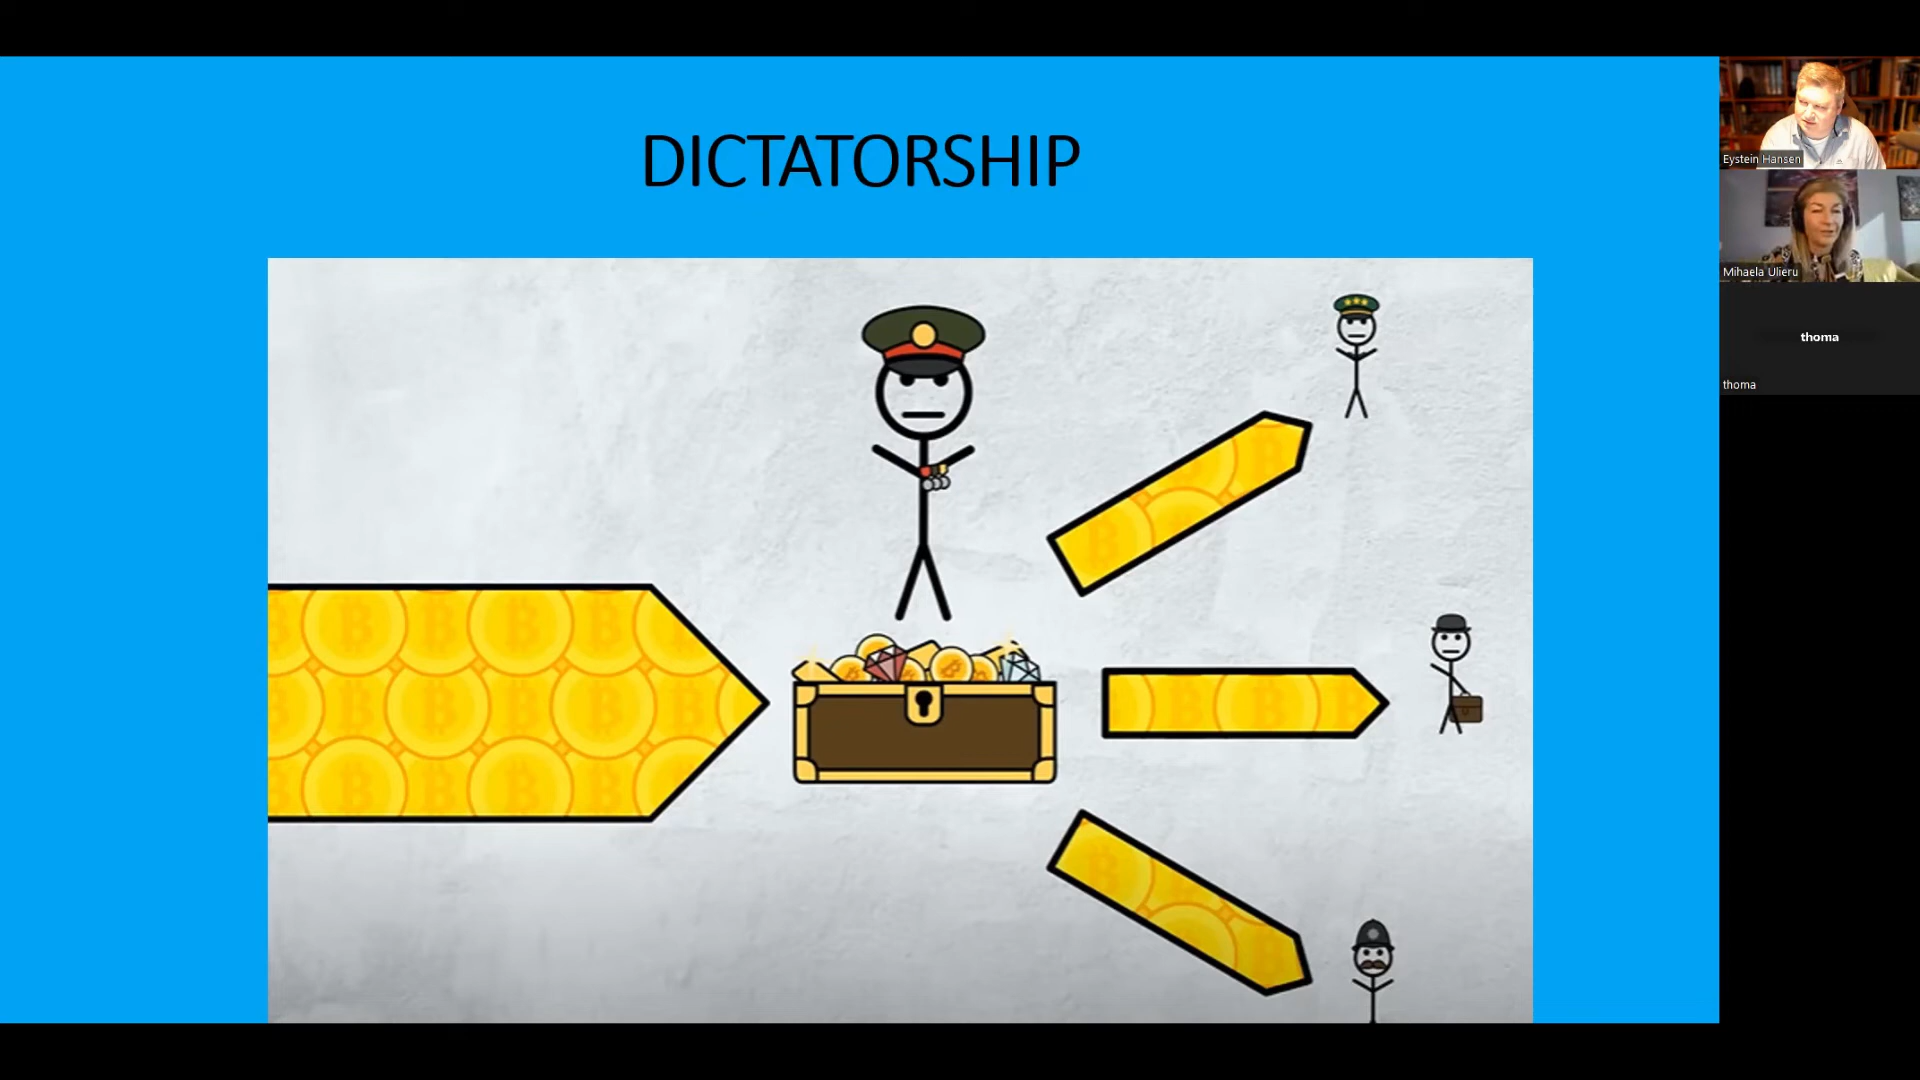 DICTATORSHIP
Eystein Hansen
Mihaela Ulieru
thoma
thoma